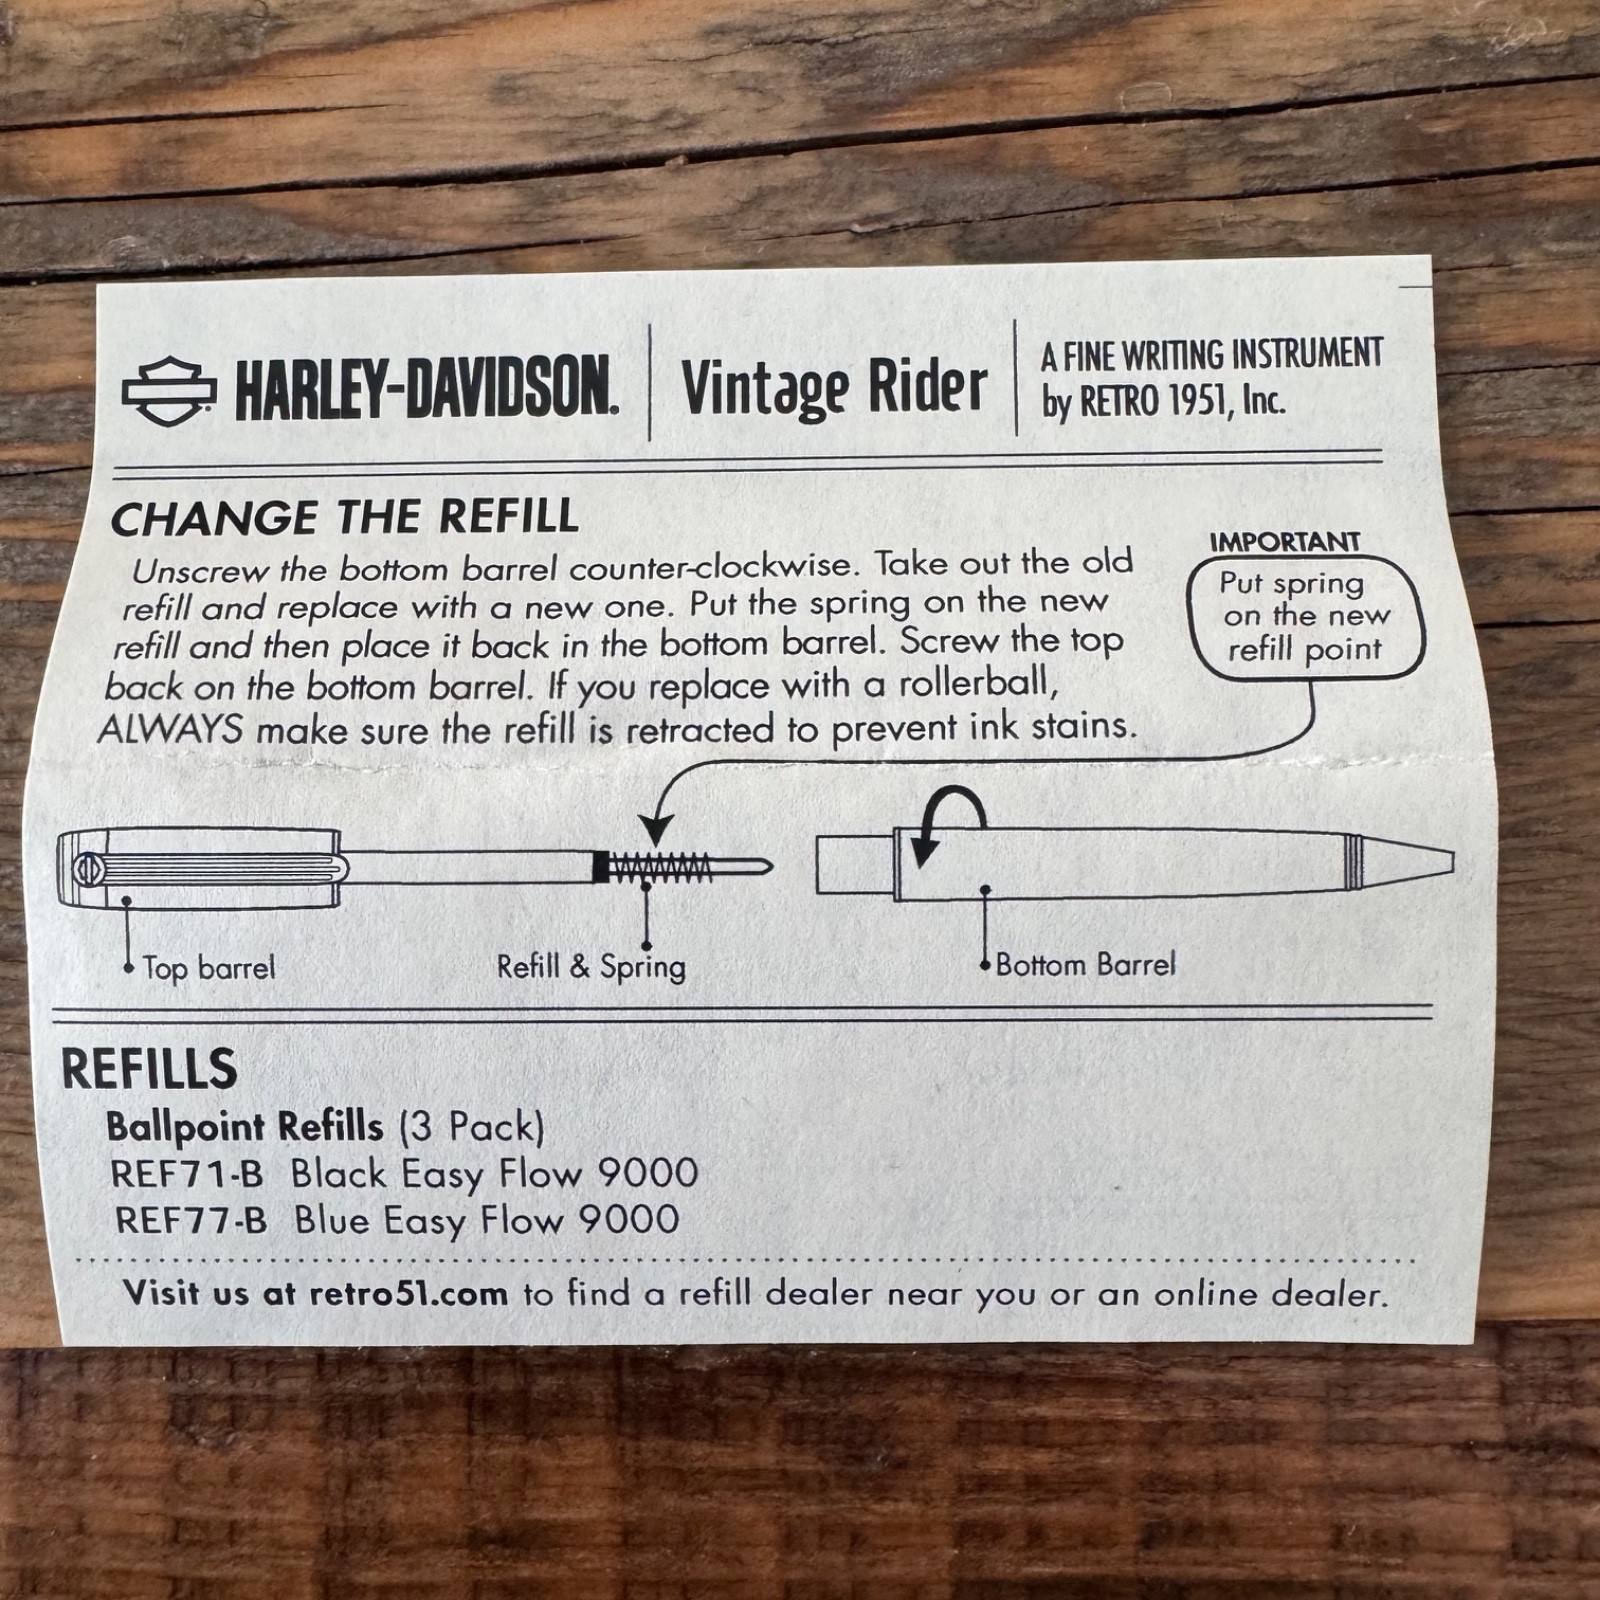 HARLEY-DAVIDSON.
Vintage Rider
A FINE WRITING INSTRUMENT
by RETRO 1951, Inc.
CHANGE THE REFILL
Unscrew the bottom barrel counter-clockwise. Take out the old
refill and replace with a new one. Put the spring on the new
refill and then place it back in the bottom barrel. Screw the top
back on the bottom barrel. If you replace with a rollerball,
ALWAYS make sure the refill is retracted to prevent ink stains.
IMPORTANT
Put spring
on the new
refill point
Top barrel
Refill & Spring
Bottom Barrel
REFILLS
Ballpoint Refills (3 Pack)
REF71-B Black Easy Flow 9000
REF77-B Blue Easy Flow 9000
Visit us at retro51.com to find a refill dealer near you or an online dealer.